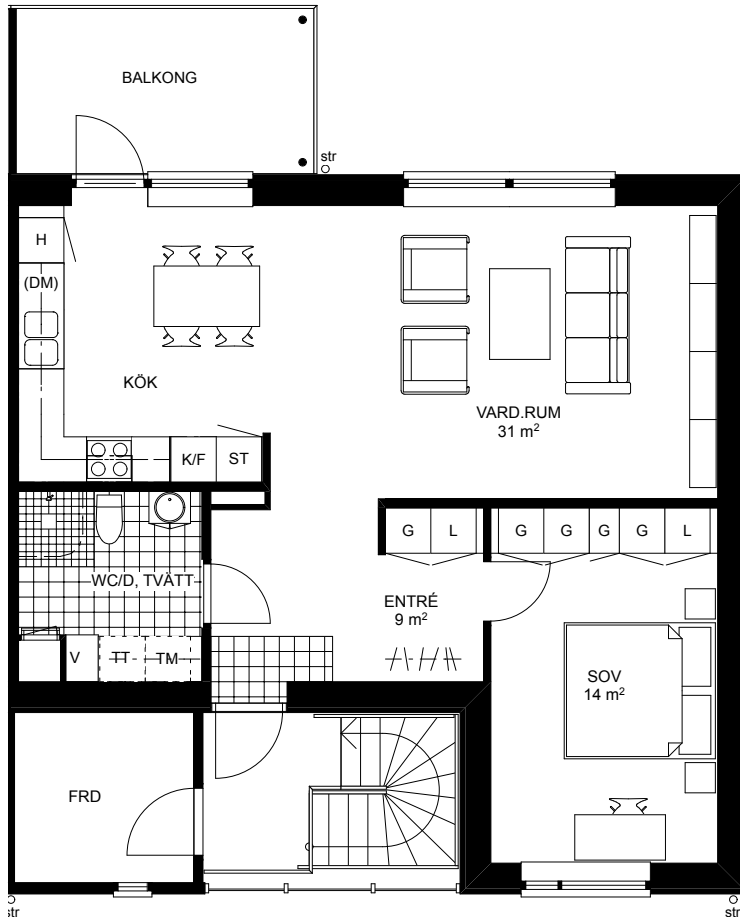 BALKONG
str
H
(DM)
KÖK
VARD.RUM
31 m²
K/F
ST
G
L
G
G
G
G
L
WC/D, TVÄTT
ENTRÉ
9 m²
V
TT
TM
SOV
14 m²
FRD
str
str